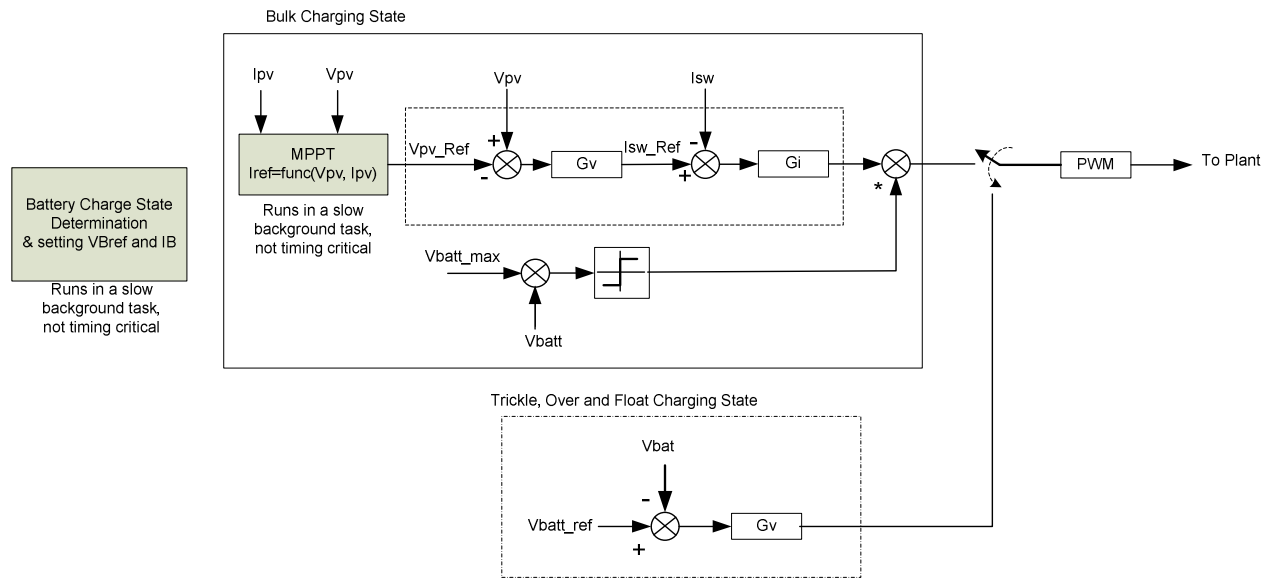 Bulk Charging State
Ipv
Vpv
Vpv
Isw
MPPT
Iref=func(Vpv, Ipv)
Runs in a slow
background task,
not timing critical
Vpv_Ref
+
-
Gv
Isw_Ref
-
+
Gi
*
PWM
To Plant
Battery Charge State
Determination
& setting VBref and IB
Runs in a slow
background task,
not timing critical
Vbatt_max
Vbatt
Trickle, Over and Float Charging State
Vbat
-
Vbatt_ref
+
Gv